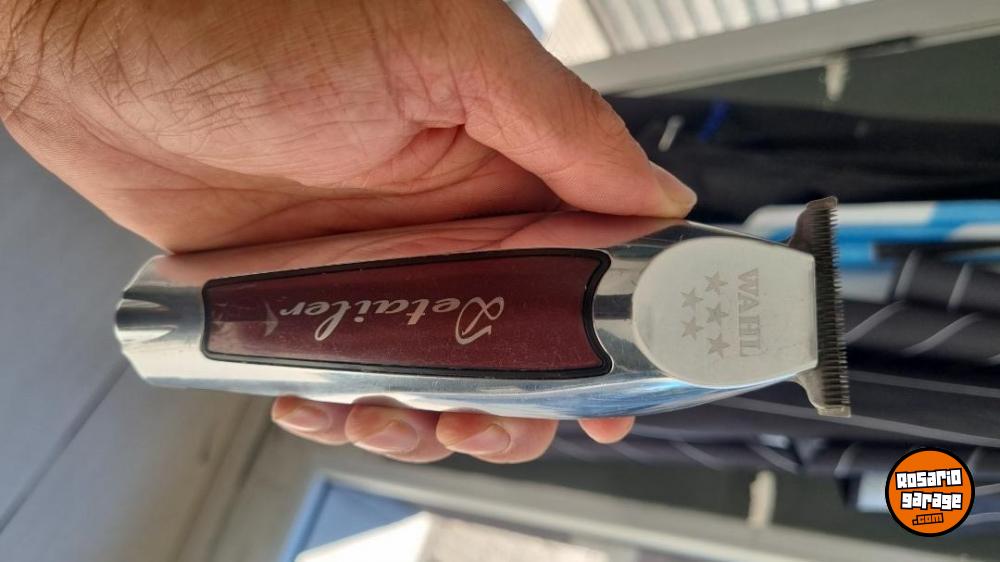 Detailer
WAHL
Rosario
garage
.com